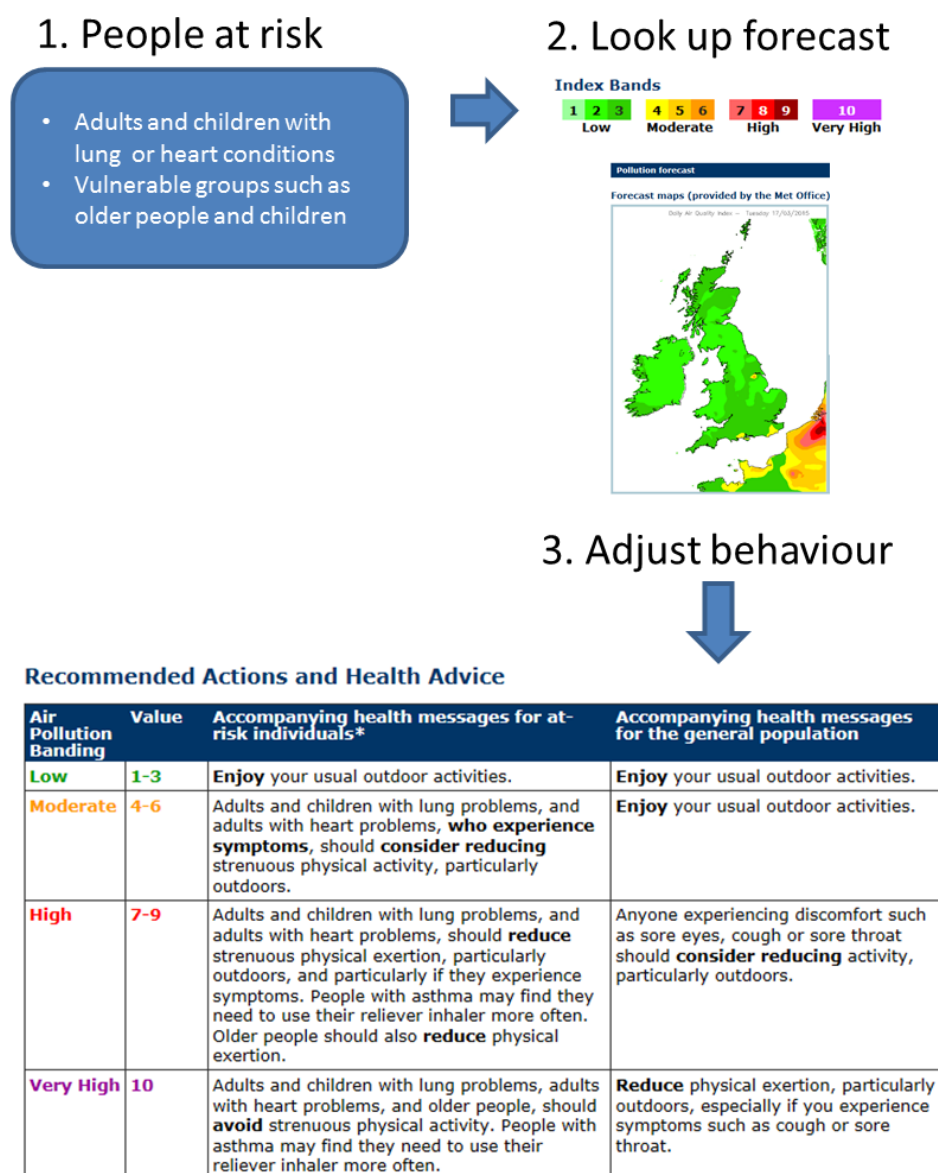 1. People at risk
• Adults and children with
lung or heart conditions
• Vulnerable groups such as
older people and children
2. Look up forecast
Index Bands
1 2 3 4 5 6 7 8 9 10
Low Moderate High Very High
Pollution forecast
Forecast maps (provided by the Met Office)
Daily Air Quality Index - Tuesday 17/03/2015
3. Adjust behaviour
Recommended Actions and Health Advice
Air
Pollution
Banding
Value
Accompanying health messages for at-
risk individuals*
Accompanying health messages
for the general population
Low
1-3
Enjoy your usual outdoor activities.
Enjoy your usual outdoor activities.
Moderate
4-6
Adults and children with lung problems, and
adults with heart problems, who experience
symptoms, should consider reducing
strenuous physical activity, particularly
outdoors.
Enjoy your usual outdoor activities.
High
7-9
Adults and children with lung problems, and
adults with heart problems, should reduce
strenuous physical exertion, particularly
outdoors, and particularly if they experience
symptoms. People with asthma may find they
need to use their reliever inhaler more often.
Older people should also reduce physical
exertion.
Anyone experiencing discomfort such
as sore eyes, cough or sore throat
should consider reducing activity,
particularly outdoors.
Very High
10
Adults and children with lung problems, adults
with heart problems, and older people, should
avoid strenuous physical activity. People with
asthma may find they need to use their
reliever inhaler more often.
Reduce physical exertion, particularly
outdoors, especially if you experience
symptoms such as cough or sore
throat.